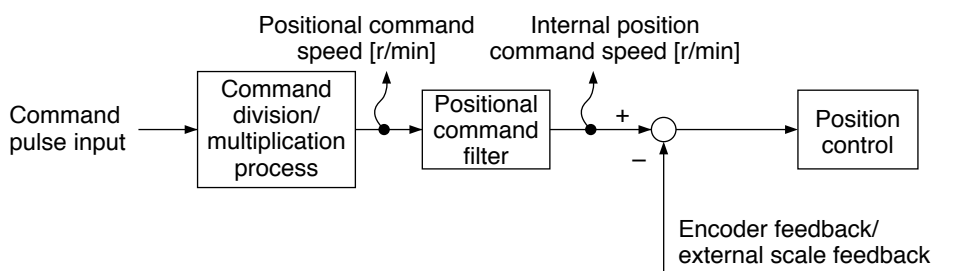 Positional command
speed [r/min]
Internal position
command speed [r/min]
Command
pulse input
Command
division/
multiplication
process
Positional
command
filter
+
−
Position
control
Encoder feedback/
external scale feedback